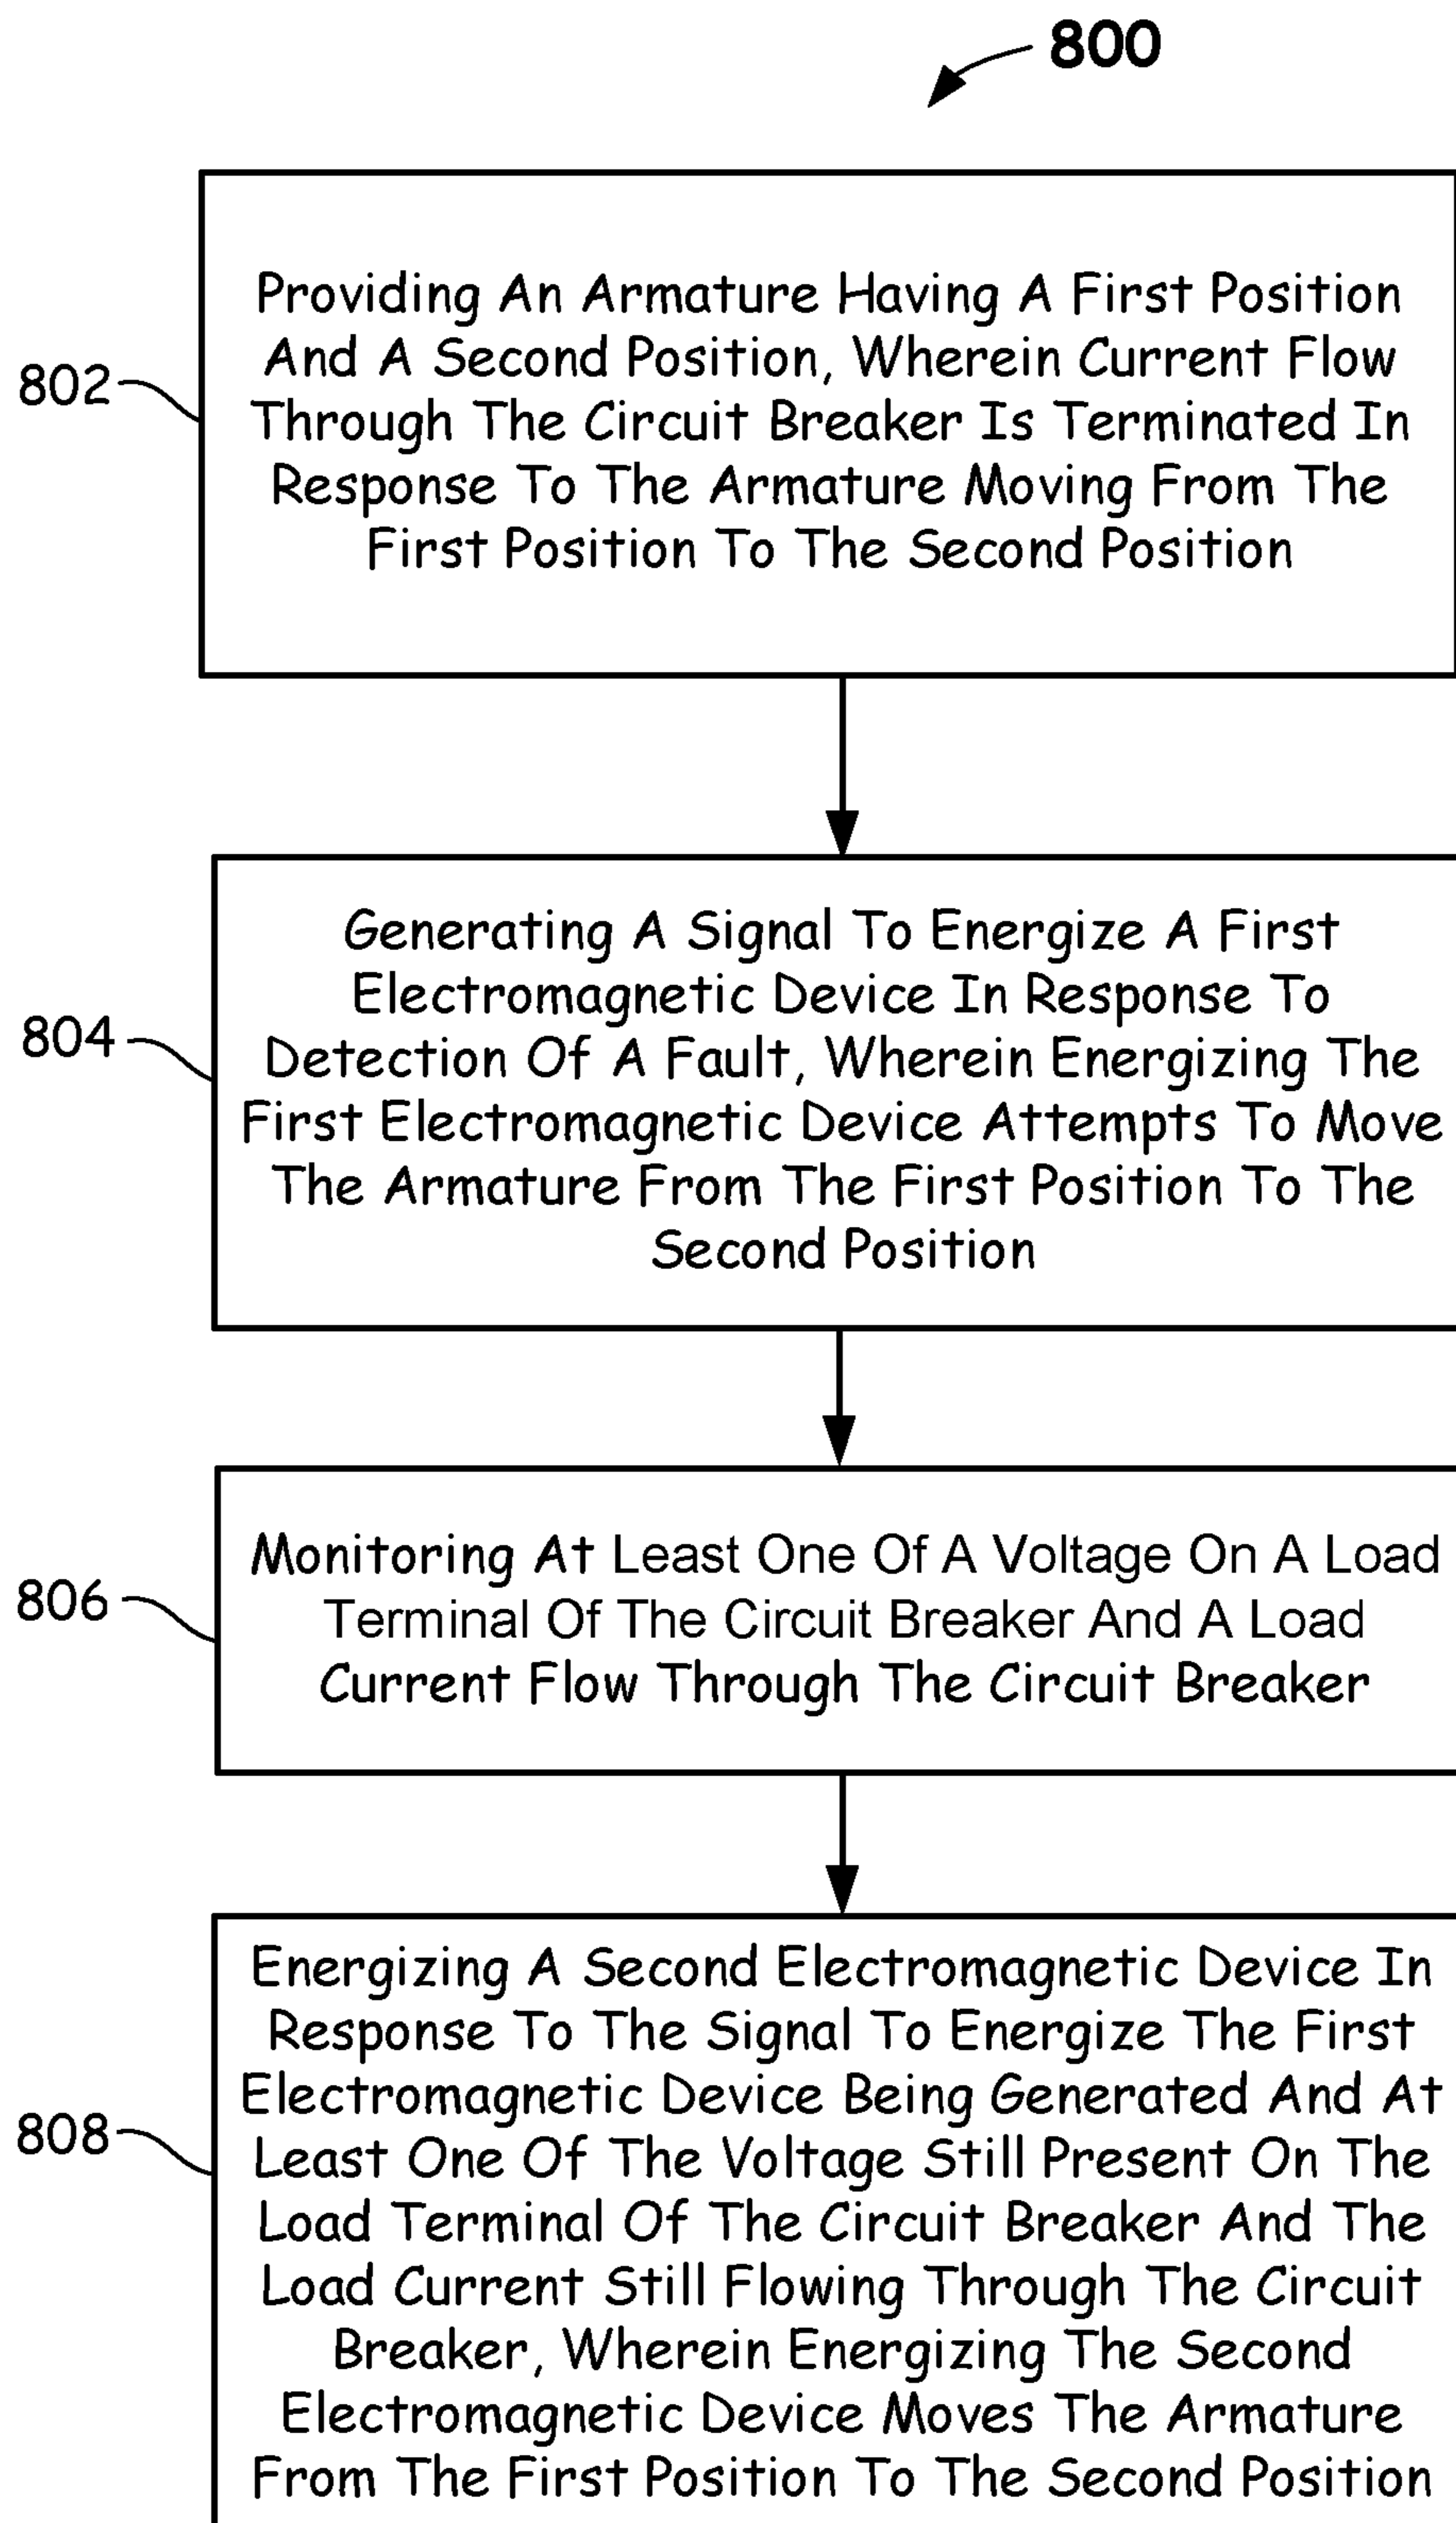 800
Providing An Armature Having A First Position
And A Second Position, Wherein Current Flow
Through The Circuit Breaker Is Terminated In
Response To The Armature Moving From The
First Position To The Second Position
802
Generating A Signal To Energize A First
Electromagnetic Device In Response To
Detection Of A Fault, Wherein Energizing The
First Electromagnetic Device Attempts To Move
The Armature From The First Position To The
Second Position
804
Monitoring At Least One Of A Voltage On A Load
Terminal Of The Circuit Breaker And A Load
Current Flow Through The Circuit Breaker
806
Energizing A Second Electromagnetic Device In
Response To The Signal To Energize The First
Electromagnetic Device Being Generated And At
Least One Of The Voltage Still Present On The
Load Terminal Of The Circuit Breaker And The
Load Current Still Flowing Through The Circuit
Breaker, Wherein Energizing The Second
Electromagnetic Device Moves The Armature
From The First Position To The Second Position
808